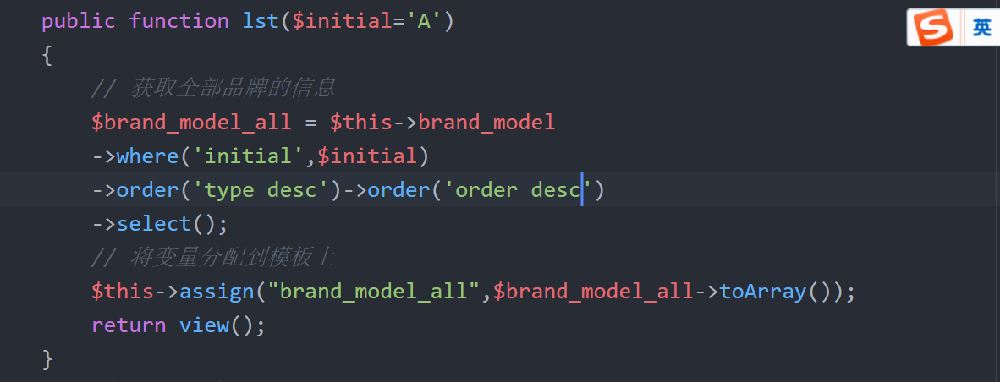 public function lst($initial='A')
英
{
// 获取全部品牌的信息
$brand_model_all = $this->brand_model
->where('initial',$initial)
->order('type desc')->order('order desc')
->select();
// 将变量分配到模板上
$this->assign("brand_model_all",$brand_model_all->toArray());
return view();
}